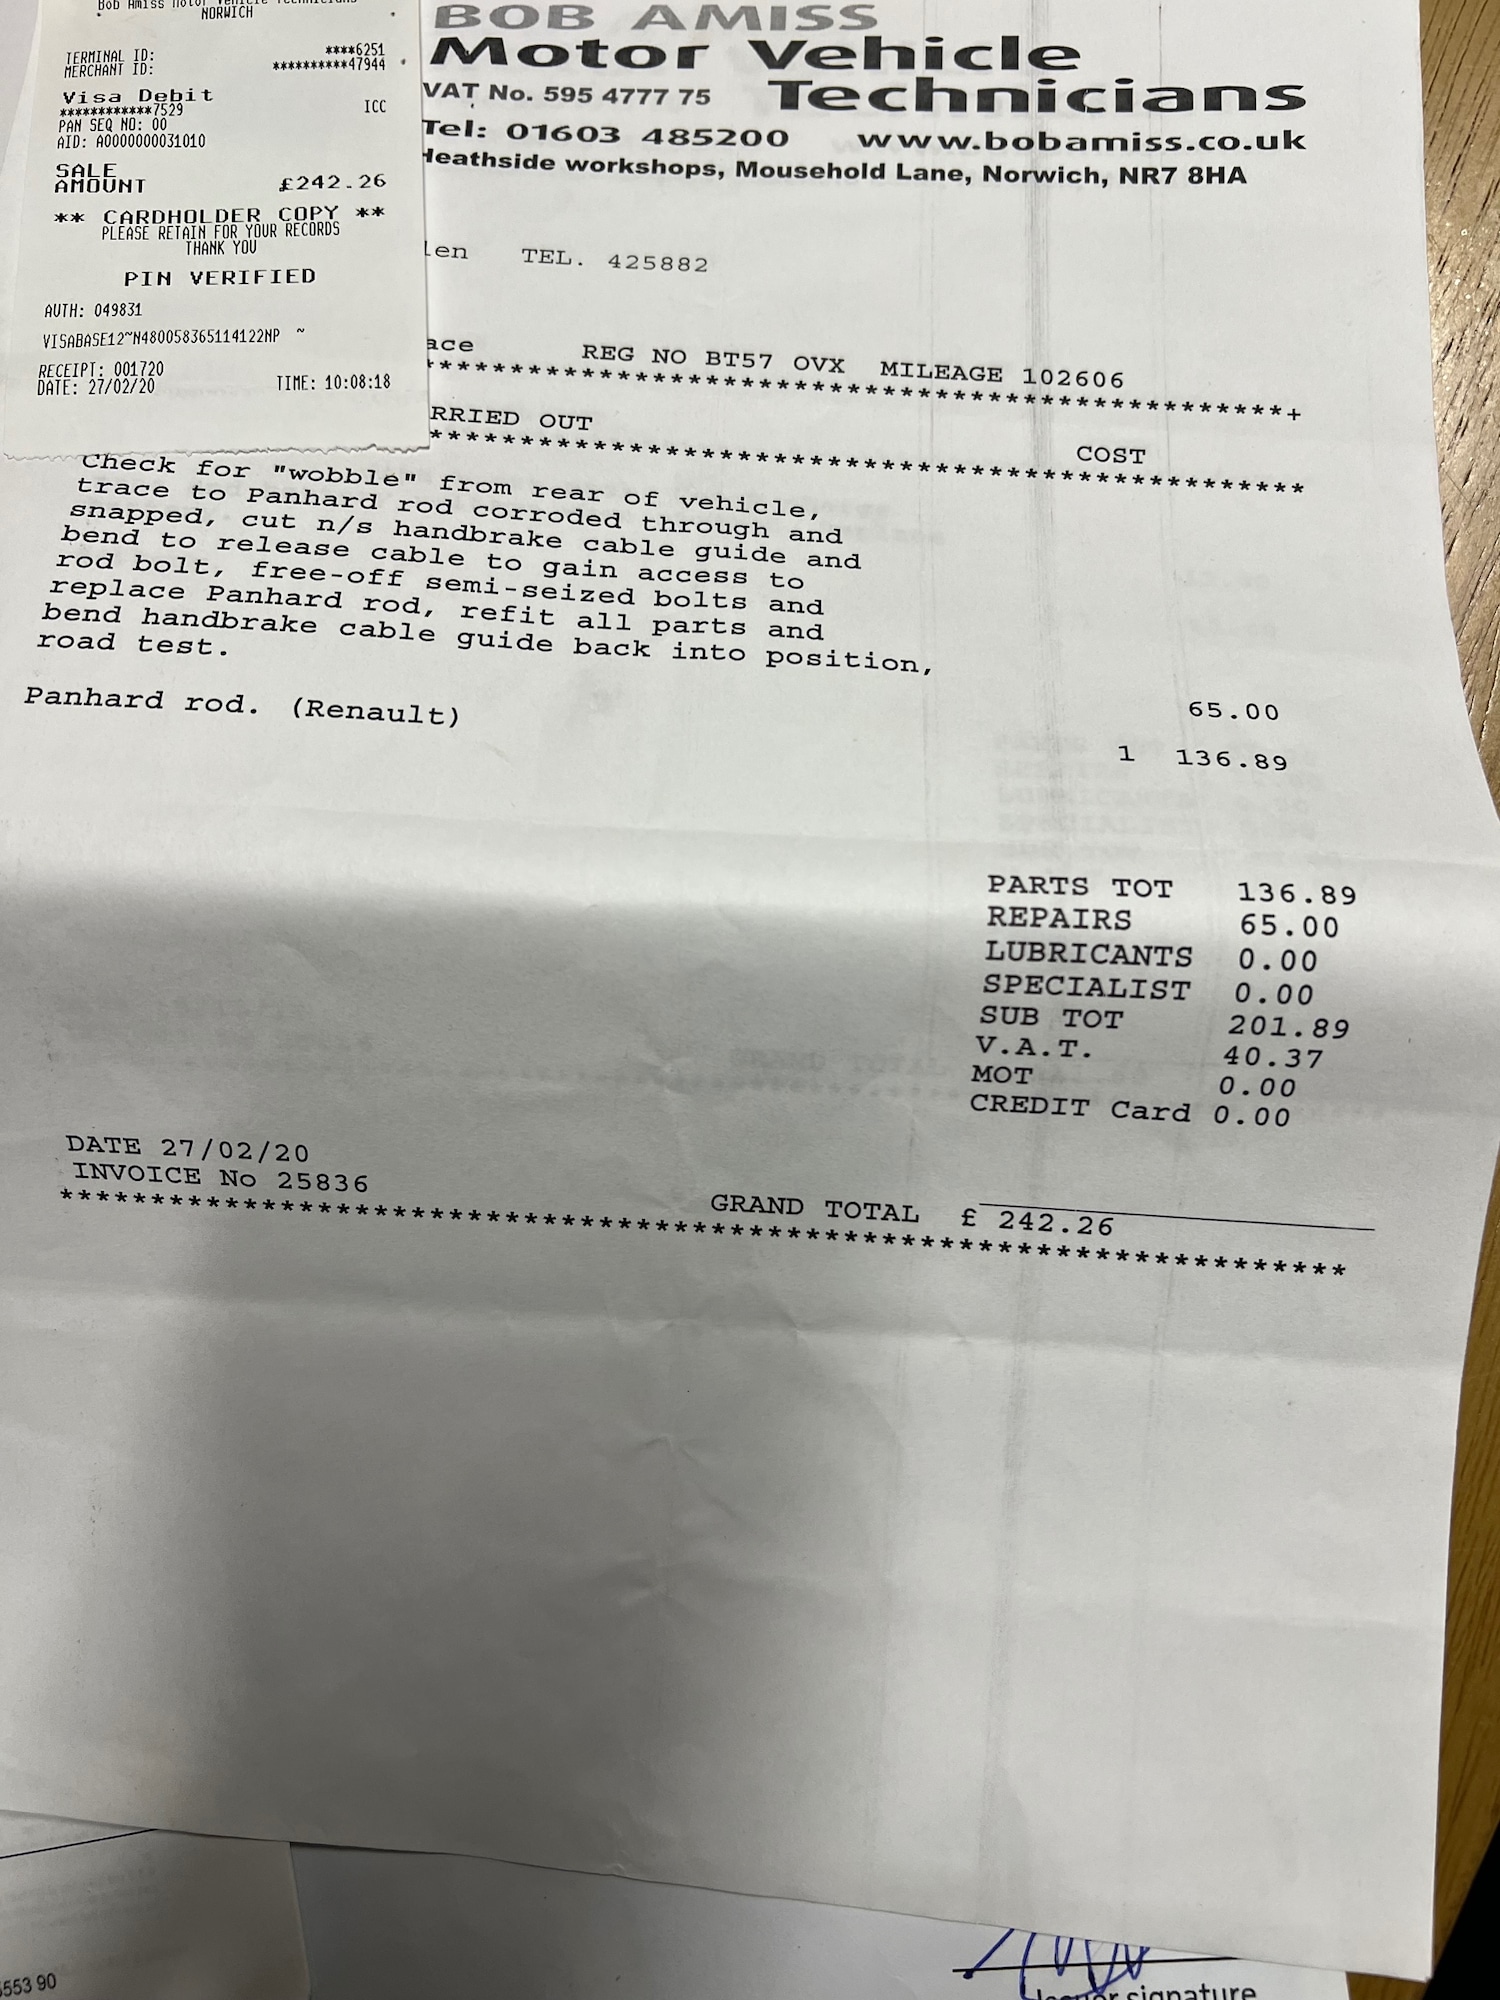 Bob Amiss Motor Vehicle Technicians
NORWICH
TERMINAL ID: ****6251
MERCHANT ID: **********47944
Visa Debit
************7529 ICC
PAN SEQ NO: 00
AID: A0000000031010
SALE
AMOUNT £242.26
** CARDHOLDER COPY **
PLEASE RETAIN FOR YOUR RECORDS
THANK YOU
PIN VERIFIED
AUTH: 049831
VISABASE12~N480058365114122NP ~
RECEIPT: 001720
DATE: 27/02/20 TIME: 10:08:18
BOB AMISS
Motor Vehicle
Technicians
VAT No. 595 4777 75
Tel: 01603 485200 www.bobamiss.co.uk
Heathside workshops, Mousehold Lane, Norwich, NR7 8HA
len TEL. 425882
ace REG NO BT57 OVX MILEAGE 102606
************************************************+
RRIED OUT COST
************************************************
Check for "wobble" from rear of vehicle,
trace to Panhard rod corroded through and
snapped, cut n/s handbrake cable guide and
bend to release cable to gain access to
rod bolt, free-off semi-seized bolts and
replace Panhard rod, refit all parts and
bend handbrake cable guide back into position,
road test.
65.00
Panhard rod. (Renault) 1 136.89
PARTS TOT 136.89
REPAIRS 65.00
LUBRICANTS 0.00
SPECIALIST 0.00
SUB TOT 201.89
V.A.T. 40.37
MOT 0.00
CREDIT Card 0.00
DATE 27/02/20
INVOICE No 25836
GRAND TOTAL £ 242.26
**********************************************************************
553 90
signature